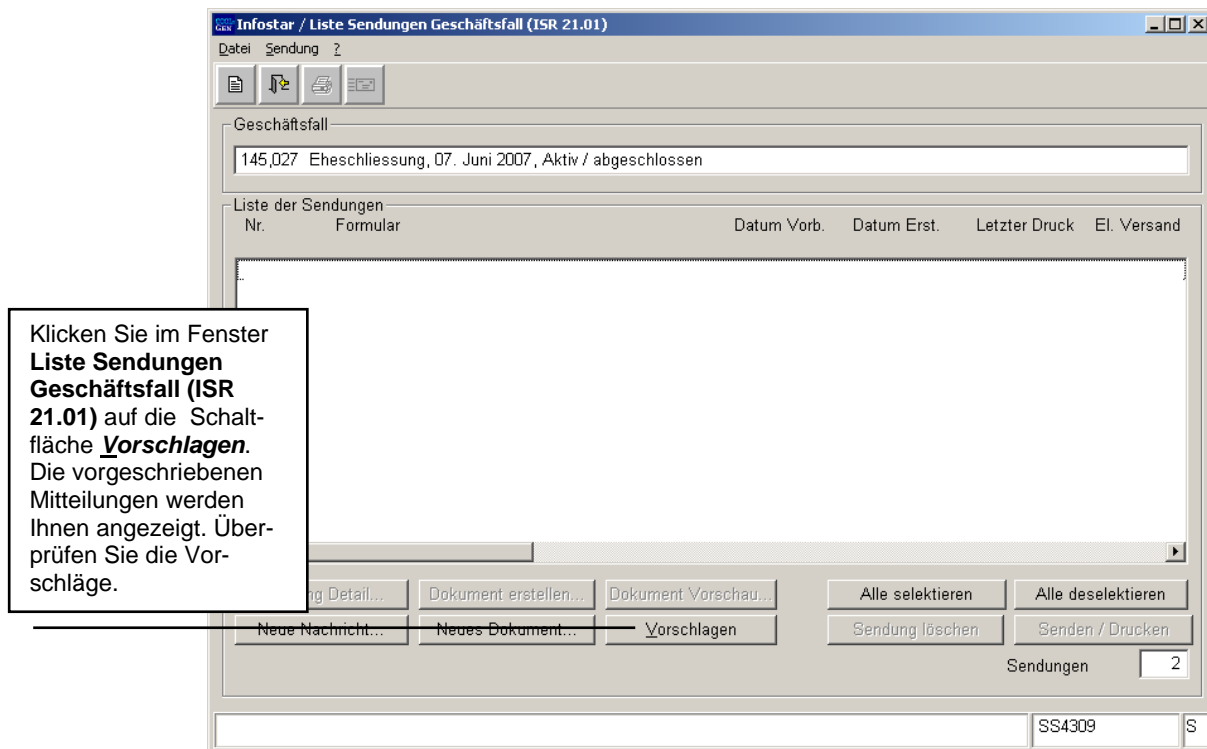 Infostar / Liste Sendungen Geschäftsfall (ISR 21.01)
Datei Sendung ?
Geschäftsfall
145,027 Eheschliessung, 07. Juni 2007, Aktiv / abgeschlossen
Liste der Sendungen
Nr. Formular Datum Vorb. Datum Erst. Letzter Druck El. Versand
Klicken Sie im Fenster
Liste Sendungen
Geschäftsfall (ISR
21.01) auf die Schalt-
fläche Vorschlagen.
Die vorgeschriebenen
Mitteilungen werden
Ihnen angezeigt. Über-
prüfen Sie die Vor-
schläge.
Detail... Dokument erstellen... Dokument Vorschau... Alle selektieren Alle deselektieren
Neue Nachricht... Neues Dokument... Vorschlagen Sendung löschen Senden / Drucken
Sendungen 2
SS4309 S